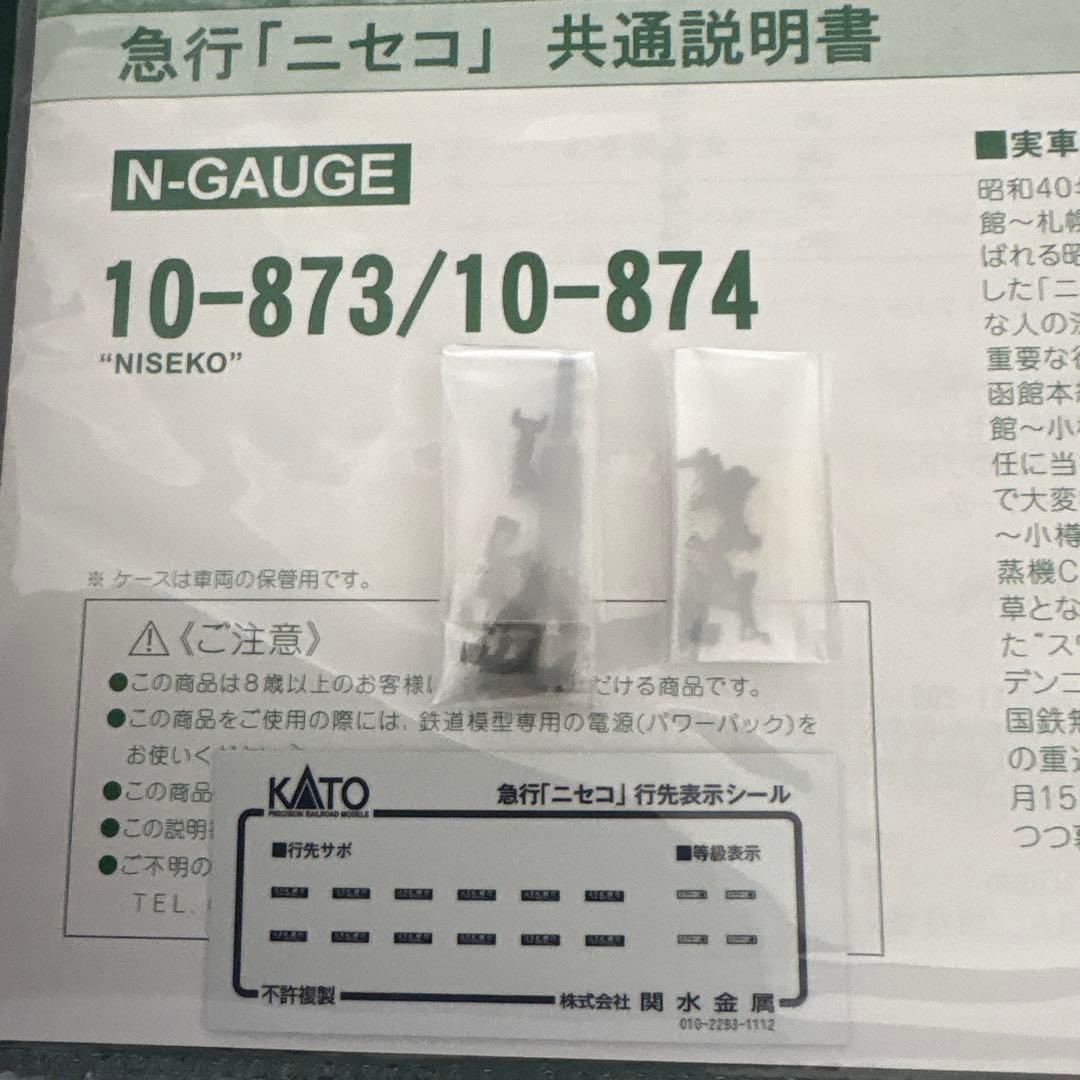 急行「ニセコ」 共通説明書
N-GAUGE
10-873/10-874
"NISEKO"
※ ケースは車両の保管用です。
⚠《ご注意》
●この商品は8歳以上のお客様に
だける商品です。
●この商品をご使用の際には、鉄道模型専用の電源(パワーパック)を
お使いく
●この商品
●この説明
●ご不明の
TEL.
■実車
昭和40
館〜札幌
ばれる昭
した「ニ
な人の
重要な
函館本
館〜小
任に当
で大変
〜小樽
蒸機C
草とな
た"ス
デンコ
国鉄
の重
月15
つつ
KATO
PRECISION RAILROAD MODELS
急行「ニセコ」行先表示シール
■行先サボ
■等級表示
不許複製
株式会社 関水金属
010-2293-1112